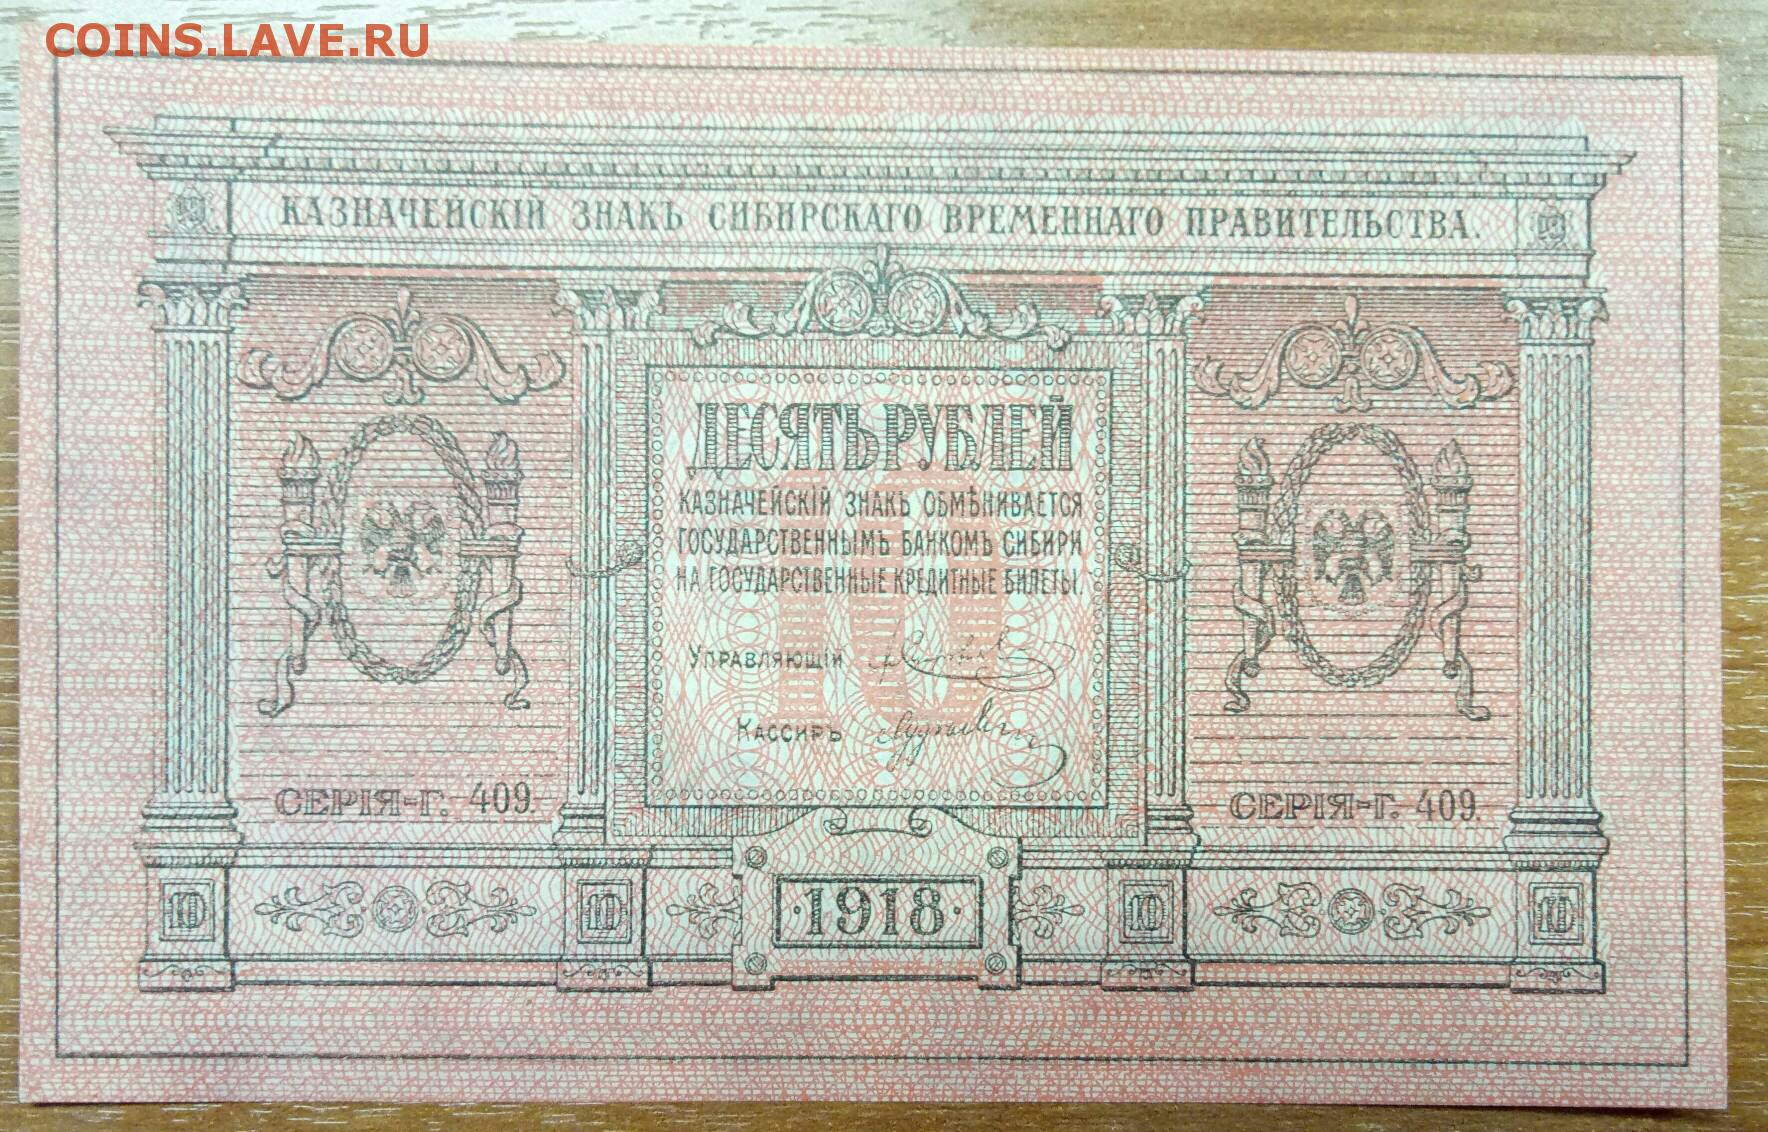 COINS.LAVE.RU
КАЗНАЧЕЙСКІЙ ЗНАКЪ СИБИРСКАГО ВРЕМЕННАГО ПРАВИТЕЛЬСТВА.
ДЕСЯТЬ РУБЛЕЙ
10
КАЗНАЧЕЙСКІЙ ЗНАКЪ ОБМѢНИВАЕТСЯ
ГОСУДАРСТВЕННЫМЪ БАНКОМЪ СИБИРИ
НА ГОСУДАРСТВЕННЫЕ КРЕДИТНЫЕ БИЛЕТЫ.
УПРАВЛЯЮЩІЙ
КАССИРЪ
СЕРІЯ-Г. 409.
СЕРІЯ-Г. 409.
10 10 ·1918· 10 10